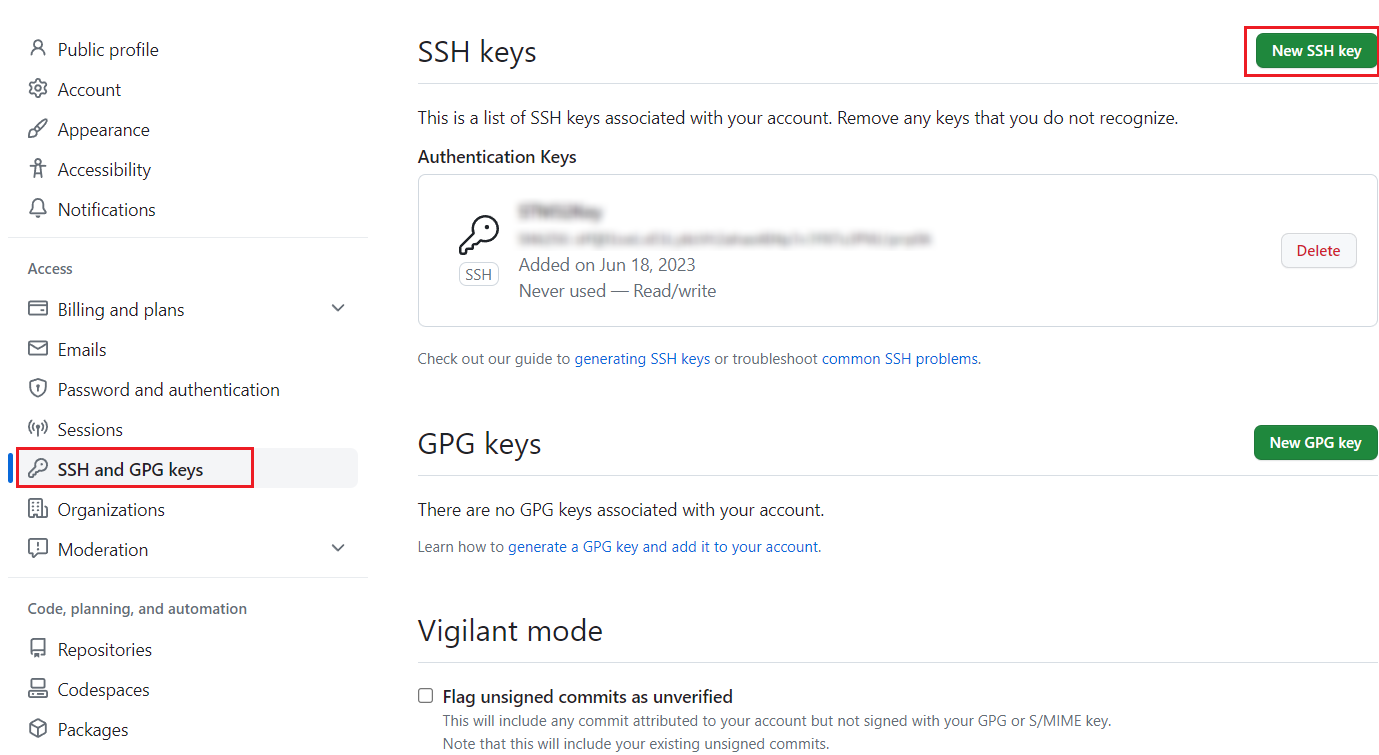 Public profile
Account
Appearance
Accessibility
Notifications
Access
Billing and plans
Emails
Password and authentication
Sessions
SSH and GPG keys
Organizations
Moderation
Code, planning, and automation
Repositories
Codespaces
Packages
SSH keys
New SSH key
This is a list of SSH keys associated with your account. Remove any keys that you do not recognize.
Authentication Keys
SSH
Added on Jun 18, 2023
Never used — Read/write
Delete
Check out our guide to generating SSH keys or troubleshoot common SSH problems.
GPG keys
New GPG key
There are no GPG keys associated with your account.
Learn how to generate a GPG key and add it to your account.
Vigilant mode
Flag unsigned commits as unverified
This will include any commit attributed to your account but not signed with your GPG or S/MIME key.
Note that this will include your existing unsigned commits.